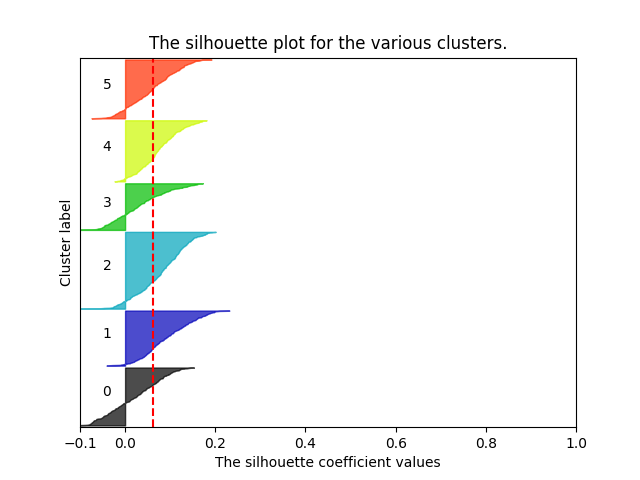 The silhouette plot for the various clusters.
5
4
3
2
1
0
Cluster label
−0.1 0.0 0.2 0.4 0.6 0.8 1.0
The silhouette coefficient values